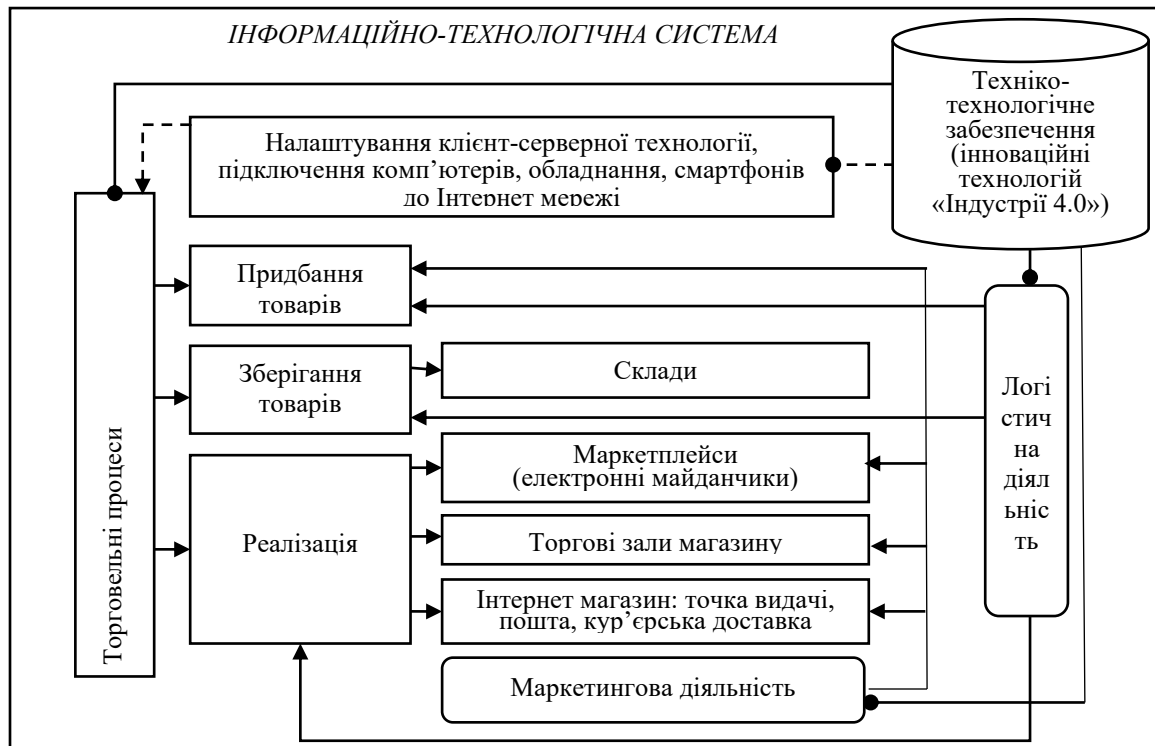 ІНФОРМАЦІЙНО-ТЕХНОЛОГІЧНА СИСТЕМА
Техніко-
технологічне
забезпечення
(інноваційні
технологій
«Індустрії 4.0»)
Налаштування клієнт-серверної технології,
підключення комп’ютерів, обладнання, смартфонів
до Інтернет мережі
Торговельні процеси
Придбання
товарів
Зберігання
товарів
Склади
Реалізація
Маркетплейси
(електронні майданчики)
Торгові зали магазину
Інтернет магазин: точка видачі,
пошта, кур’єрська доставка
Маркетингова діяльність
Логі
стич
на
діял
ьніс
ть